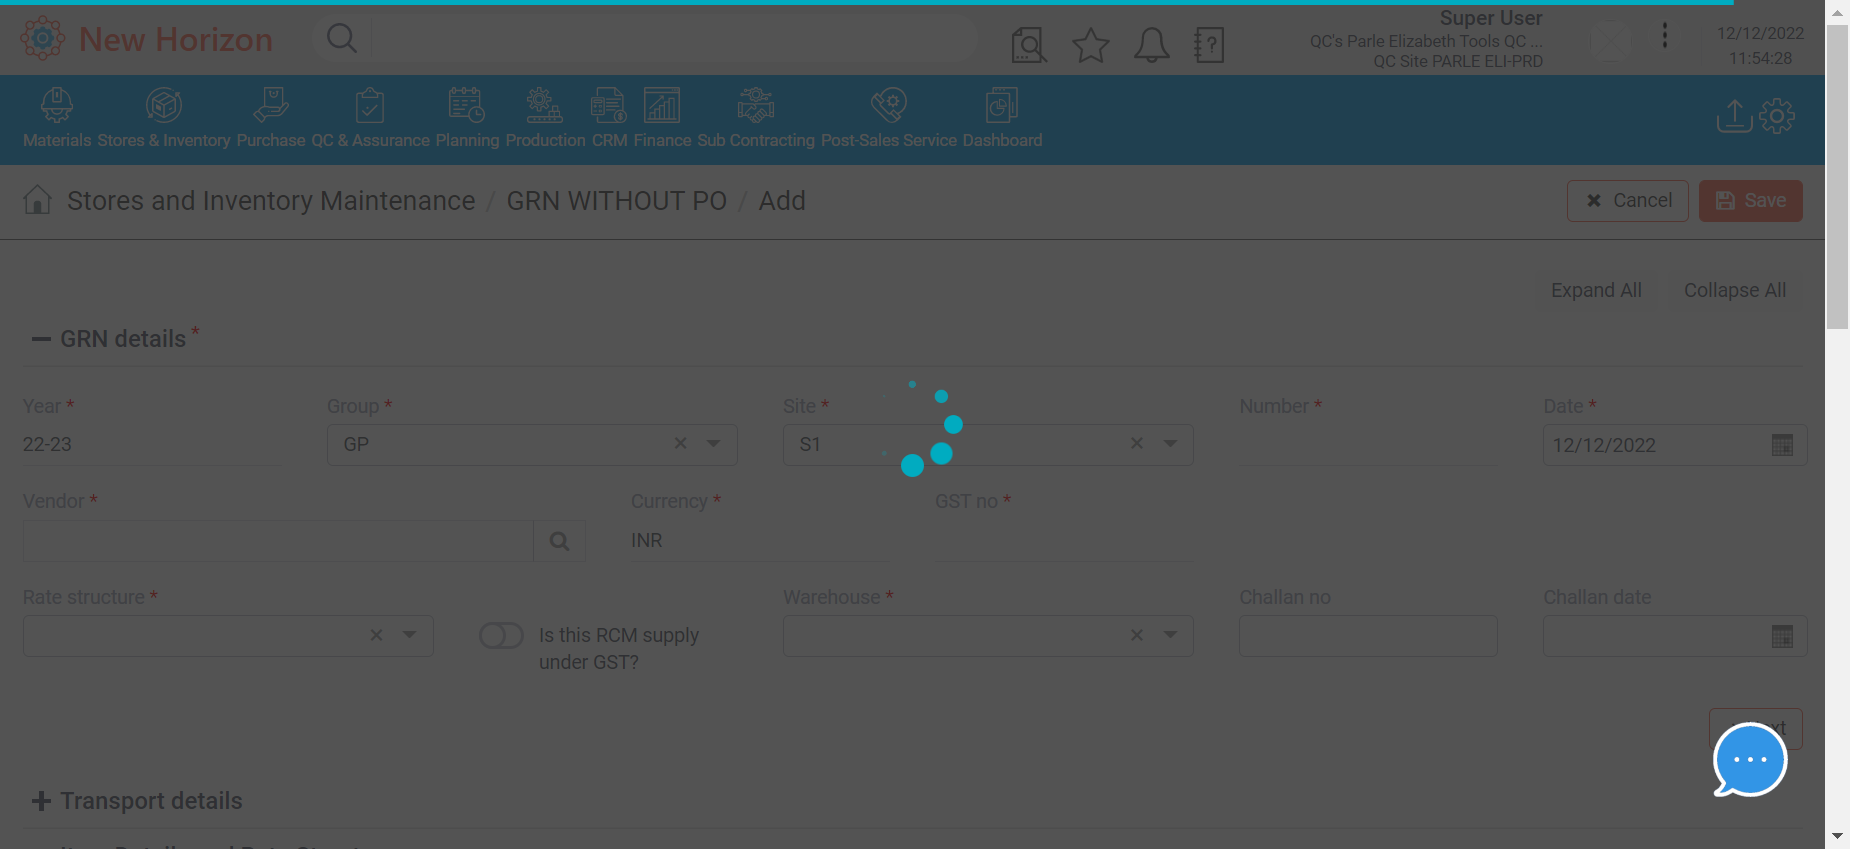 New Horizon
Super User
QC's Parle Elizabeth Tools QC ...
QC Site PARLE ELI-PRD
12/12/2022
11:54:28
Materials Stores & Inventory Purchase QC & Assurance Planning Production CRM Finance Sub Contracting Post-Sales Service Dashboard
Stores and Inventory Maintenance / GRN WITHOUT PO / Add
Cancel Save
Expand All Collapse All
GRN details *
Year * Group * Site * Number * Date *
22-23 GP S1 12/12/2022
Vendor * Currency * GST no *
INR
Rate structure * Warehouse * Challan no Challan date
Is this RCM supply
under GST?
Transport details